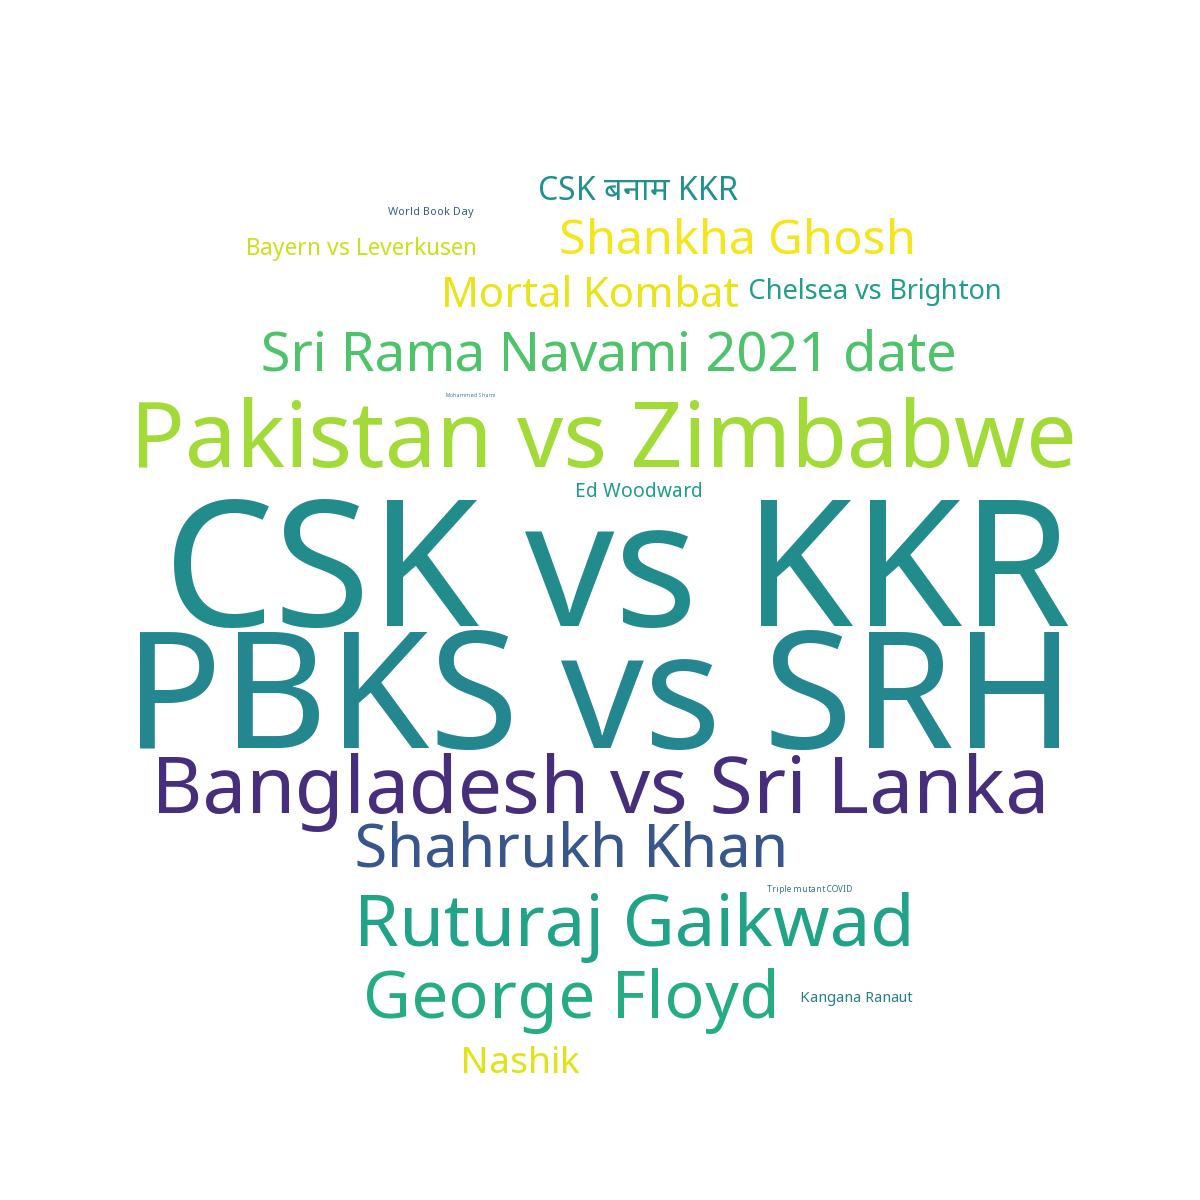 CSK बनाम KKR
World Book Day
Shankha Ghosh
Bayern vs Leverkusen
Mortal Kombat
Chelsea vs Brighton
Sri Rama Navami 2021 date
Mohammed Shami
Pakistan vs Zimbabwe
Ed Woodward
CSK vs KKR
PBKS vs SRH
Bangladesh vs Sri Lanka
Shahrukh Khan
Triple mutant COVID
Ruturaj Gaikwad
George Floyd
Kangana Ranaut
Nashik